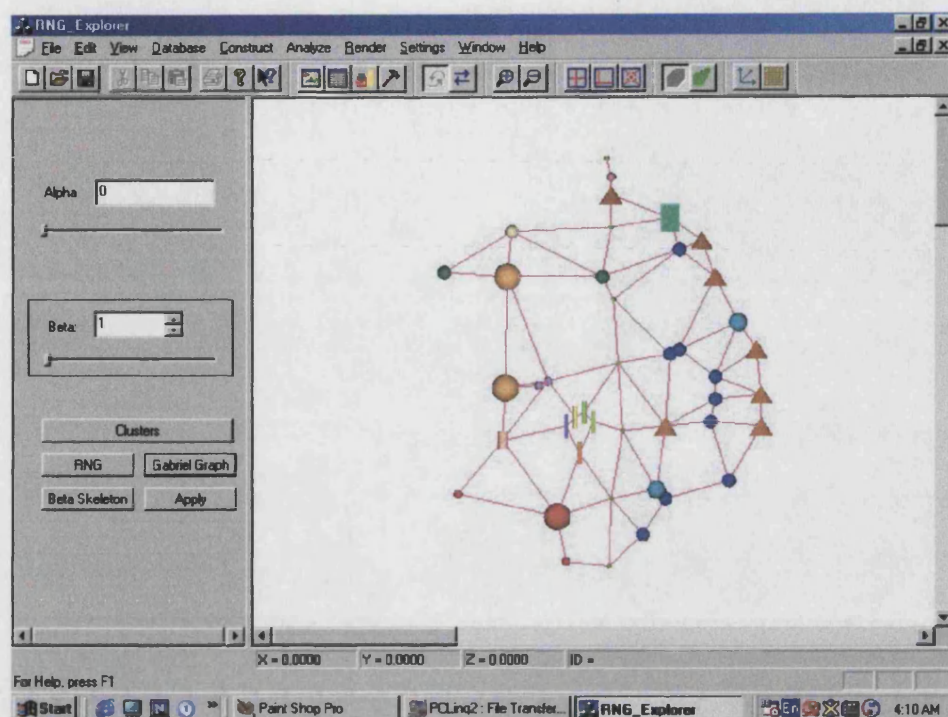 RNG_Explorer
File Edit View Database Construct Analyze Render Settings Window Help
Alpha 0
Beta: 1
Clusters
RNG Gabriel Graph
Beta Skeleton Apply
X = 0.0000 Y = 0.0000 Z = 0.0000 ID =
For Help, press F1
Start Paint Shop Pro PCLinq2 : File Transfer... RNG_Explorer En 4:10 AM